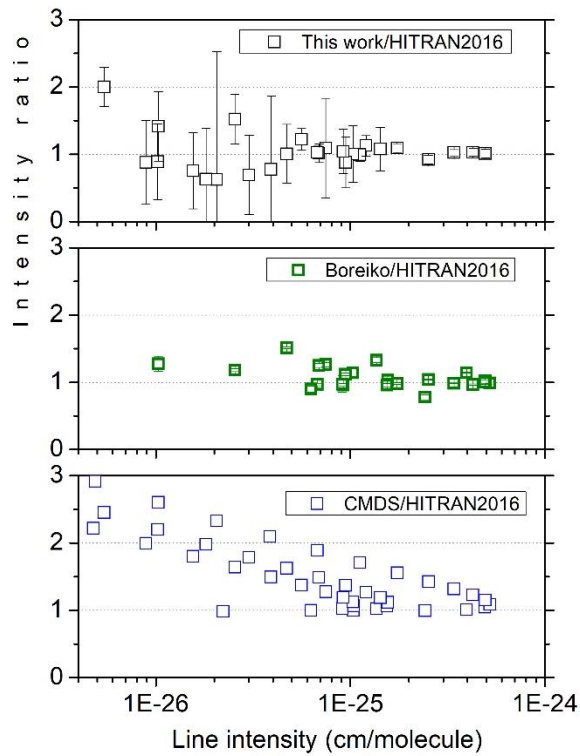 Intensity ratio
3
2
1
0
This work/HITRAN2016
3
2
1
0
Boreiko/HITRAN2016
3
2
1
0
CMDS/HITRAN2016
1E-26
1E-25
1E-24
Line intensity (cm/molecule)